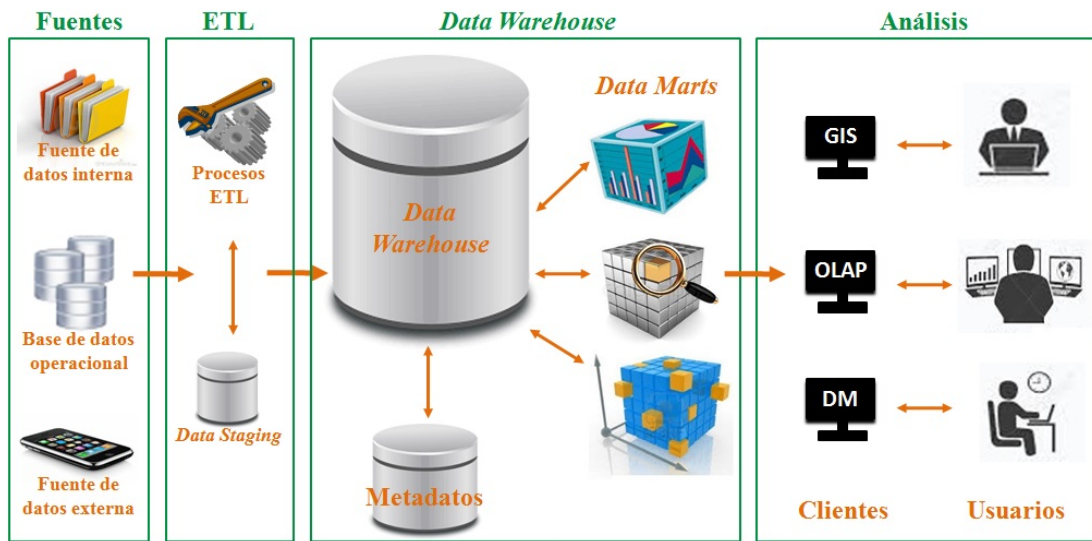 Fuentes
ETL
Data Warehouse
Análisis
Fuente de
datos interna
Base de datos
operacional
Fuente de
datos externa
Procesos
ETL
Data Staging
Data
Warehouse
Metadatos
Data Marts
GIS
OLAP
DM
Clientes
Usuarios